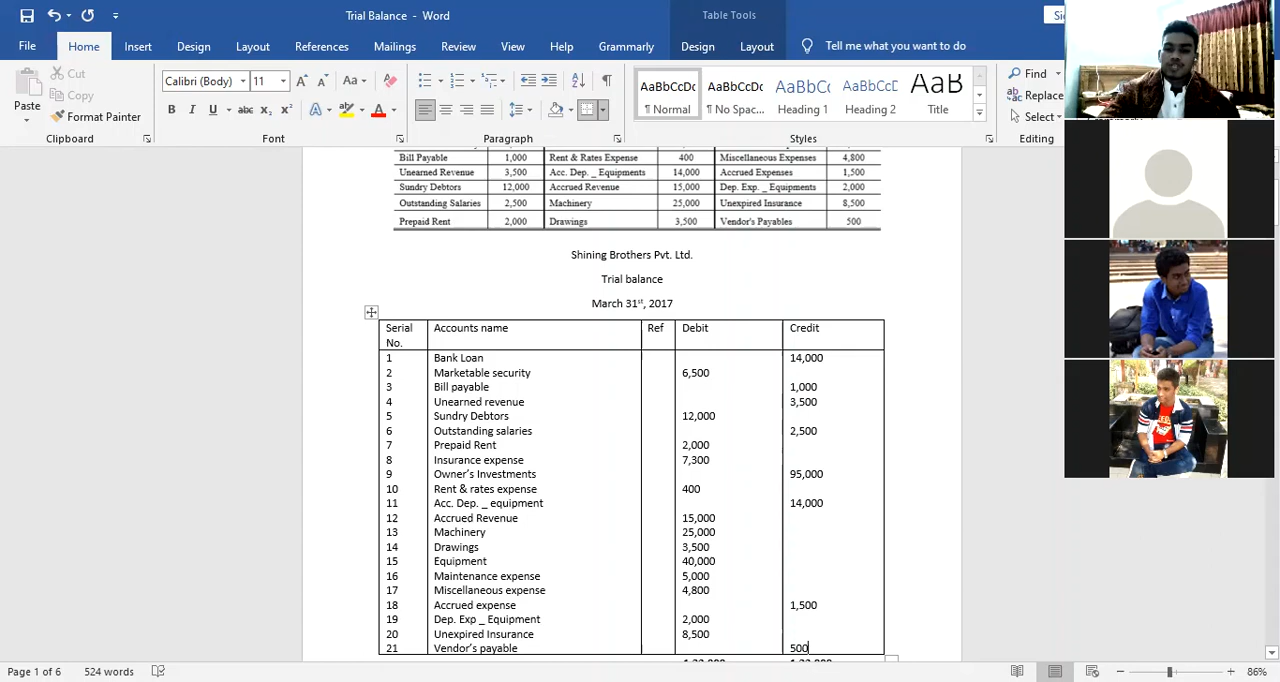 Trial Balance - Word
Table Tools
File Home Insert Design Layout References Mailings Review View Help Grammarly Design Layout Tell me what you want to do
Paste
Cut
Copy
Format Painter
Clipboard
Calibri (Body) 11
Aa
B I U abc X₂ X² A ab A
Font
Paragraph
AaBbCcDc AaBbCcDc AaBbCc AaBbCcD AaB
¶ Normal ¶ No Spac... Heading 1 Heading 2 Title
Styles
Find
Replace
Select
Editing
Bill Payable 1,000 Rent & Rates Expense 400 Miscellaneous Expenses 4,800
Unearned Revenue 3,500 Acc. Dep. _ Equipments 14,000 Accrued Expenses 1,500
Sundry Debtors 12,000 Accrued Revenue 15,000 Dep. Exp. _ Equipments 2,000
Outstanding Salaries 2,500 Machinery 25,000 Unexpired Insurance 8,500
Prepaid Rent 2,000 Drawings 3,500 Vendor's Payables 500
Shining Brothers Pvt. Ltd.
Trial balance
March 31st, 2017
Serial No. Accounts name Ref Debit Credit
1 Bank Loan 14,000
2 Marketable security 6,500
3 Bill payable 1,000
4 Unearned revenue 3,500
5 Sundry Debtors 12,000
6 Outstanding salaries 2,500
7 Prepaid Rent 2,000
8 Insurance expense 7,300
9 Owner's Investments 95,000
10 Rent & rates expense 400
11 Acc. Dep. _ equipment 14,000
12 Accrued Revenue 15,000
13 Machinery 25,000
14 Drawings 3,500
15 Equipment 40,000
16 Maintenance expense 5,000
17 Miscellaneous expense 4,800
18 Accrued expense 1,500
19 Dep. Exp _ Equipment 2,000
20 Unexpired Insurance 8,500
21 Vendor's payable 500
Page 1 of 6 524 words 86%